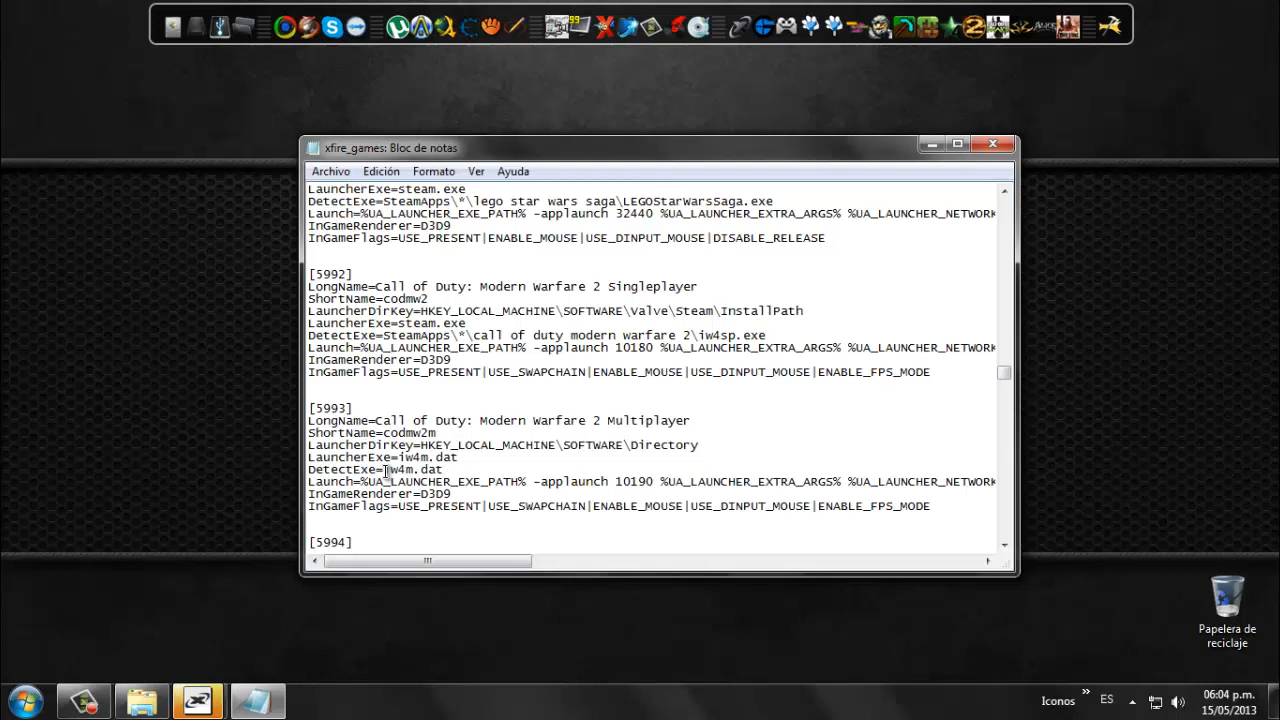 99
xfire_games: Bloc de notas
Archivo Edición Formato Ver Ayuda
LauncherExe=steam.exe
DetectExe=SteamApps\*\lego star wars saga\LEGOStarWarsSaga.exe
Launch=%UA_LAUNCHER_EXE_PATH% -applaunch 32440 %UA_LAUNCHER_EXTRA_ARGS% %UA_LAUNCHER_NETWORK
InGameRenderer=D3D9
InGameFlags=USE_PRESENT|ENABLE_MOUSE|USE_DINPUT_MOUSE|DISABLE_RELEASE
[5992]
LongName=Call of Duty: Modern Warfare 2 Singleplayer
ShortName=codmw2
LauncherDirKey=HKEY_LOCAL_MACHINE\SOFTWARE\Valve\Steam\InstallPath
LauncherExe=steam.exe
DetectExe=SteamApps\*\call of duty modern warfare 2\iw4sp.exe
Launch=%UA_LAUNCHER_EXE_PATH% -applaunch 10180 %UA_LAUNCHER_EXTRA_ARGS% %UA_LAUNCHER_NETWORK
InGameRenderer=D3D9
InGameFlags=USE_PRESENT|USE_SWAPCHAIN|ENABLE_MOUSE|USE_DINPUT_MOUSE|ENABLE_FPS_MODE
[5993]
LongName=Call of Duty: Modern Warfare 2 Multiplayer
ShortName=codmw2m
LauncherDirKey=HKEY_LOCAL_MACHINE\SOFTWARE\Directory
LauncherExe=iw4m.dat
DetectExe=iw4m.dat
Launch=%UA_LAUNCHER_EXE_PATH% -applaunch 10190 %UA_LAUNCHER_EXTRA_ARGS% %UA_LAUNCHER_NETWORK
InGameRenderer=D3D9
InGameFlags=USE_PRESENT|USE_SWAPCHAIN|ENABLE_MOUSE|USE_DINPUT_MOUSE|ENABLE_FPS_MODE
[5994]
Papelera de
reciclaje
Iconos » ES
06:04 p.m.
15/05/2013